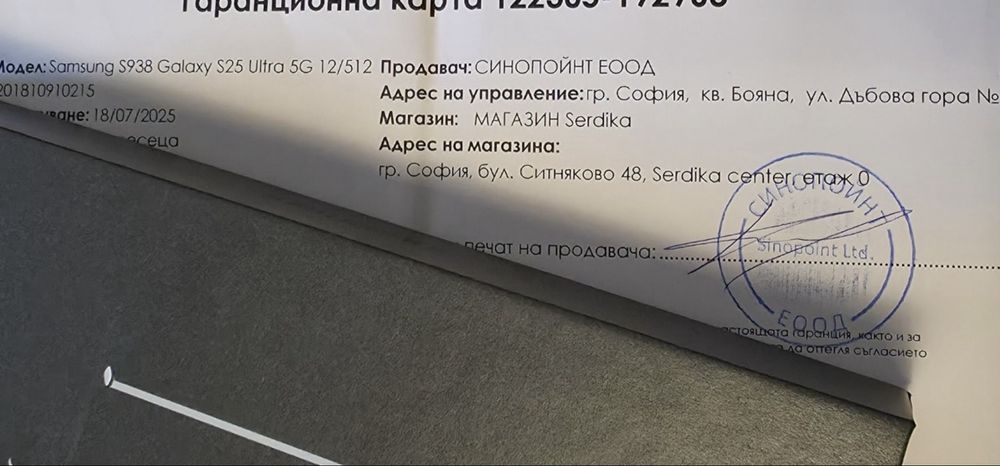 гаранционна карта
Модел: Samsung S938 Galaxy S25 Ultra 5G 12/512
201810910215
18/07/2025
Продавач: СИНОПОЙНТ ЕООД
Адрес на управление: гр. София, кв. Бояна, ул. Дъбова гора №
Магазин: МАГАЗИН Serdika
Адрес на магазина:
гр. София, бул. Ситняково 48, Serdika center, етаж 0
печат на продавача:
СИНОПОИНТ
Sinopoint Ltd.
ЕООД
гаранция, както и за
да оттегля съгласието